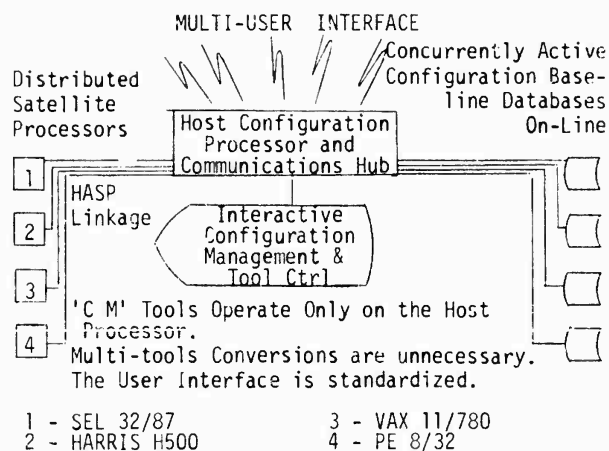 MULTI-USER INTERFACE
Concurrently Active
Configuration Base-
line Databases
On-Line
Distributed
Satellite
Processors
Host Configuration
Processor and
Communications Hub
1
HASP
Linkage
2
Interactive
Configuration
Management &
Tool Ctrl
3
'C M' Tools Operate Only on the Host
Processor.
4
Multi-tools Conversions are unnecessary.
The User Interface is standardized.
1 - SEL 32/87
3 - VAX 11/780
2 - HARRIS H500
4 - PE 8/32